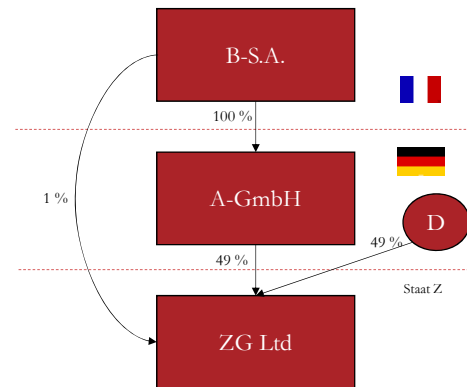 B-S.A.
100 %
A-GmbH
1 %
D
49 %
49 %
Staat Z
ZG Ltd